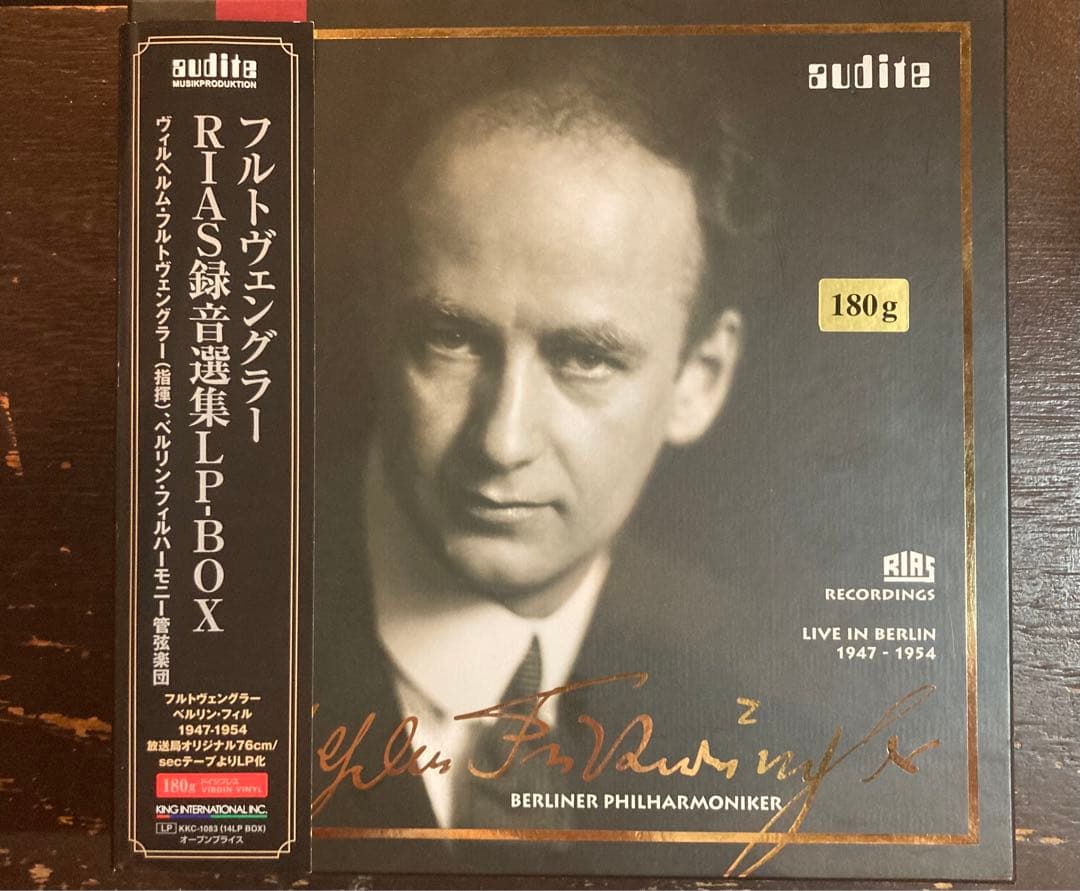 audite
MUSIKPRODUKTION
フルトヴェングラー
RIAS録音選集LP-BOX
ヴィルヘルム・フルトヴェングラー(指揮)、ベルリン・フィルハーモニー管弦楽団
フルトヴェングラー
ベルリン・フィル
1947-1954
放送局オリジナル76cm/
secテープよりLP化
180g ドイツプレス
VIRGIN VINYL
KING INTERNATIONAL INC.
LP KKC-1083 (14LP BOX)
オープンプライス
audite
180g
RIAS
RECORDINGS
LIVE IN BERLIN
1947 - 1954
BERLINER PHILHARMONIKER